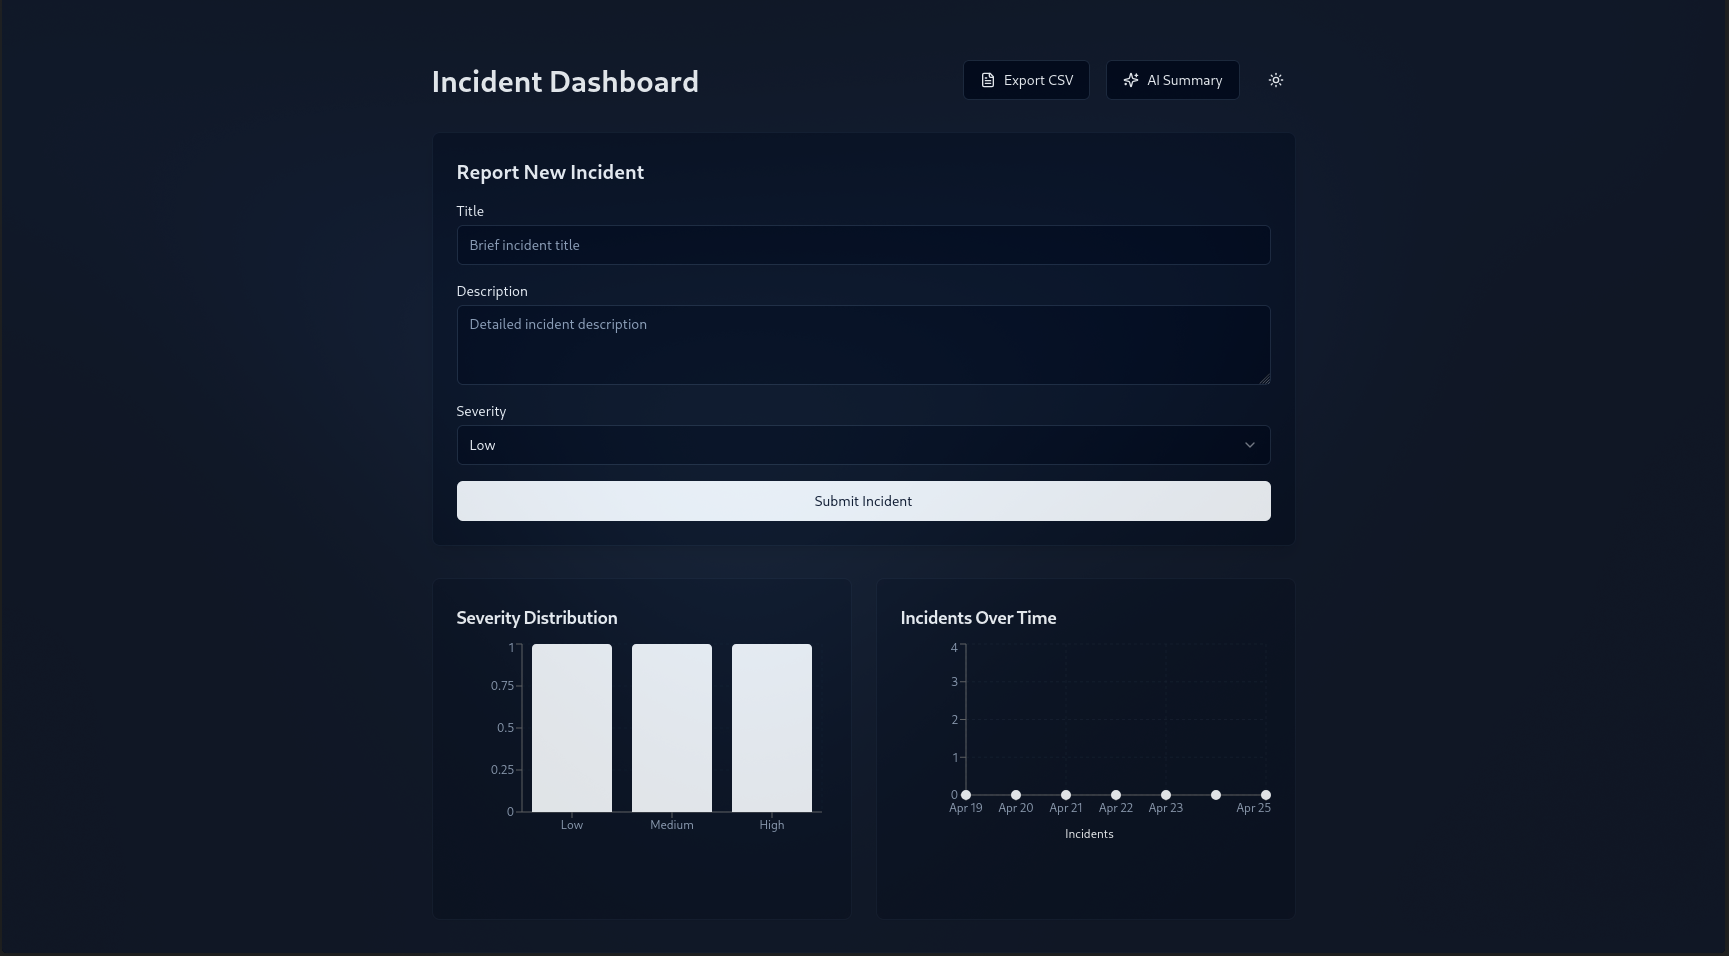 Incident Dashboard
Export CSV
AI Summary
Report New Incident
Title
Brief incident title
Description
Detailed incident description
Severity
Low
Submit Incident
Severity Distribution
1
0.75
0.5
0.25
0
Low Medium High
Incidents Over Time
4
3
2
1
0
Apr 19 Apr 20 Apr 21 Apr 22 Apr 23 Apr 25
Incidents